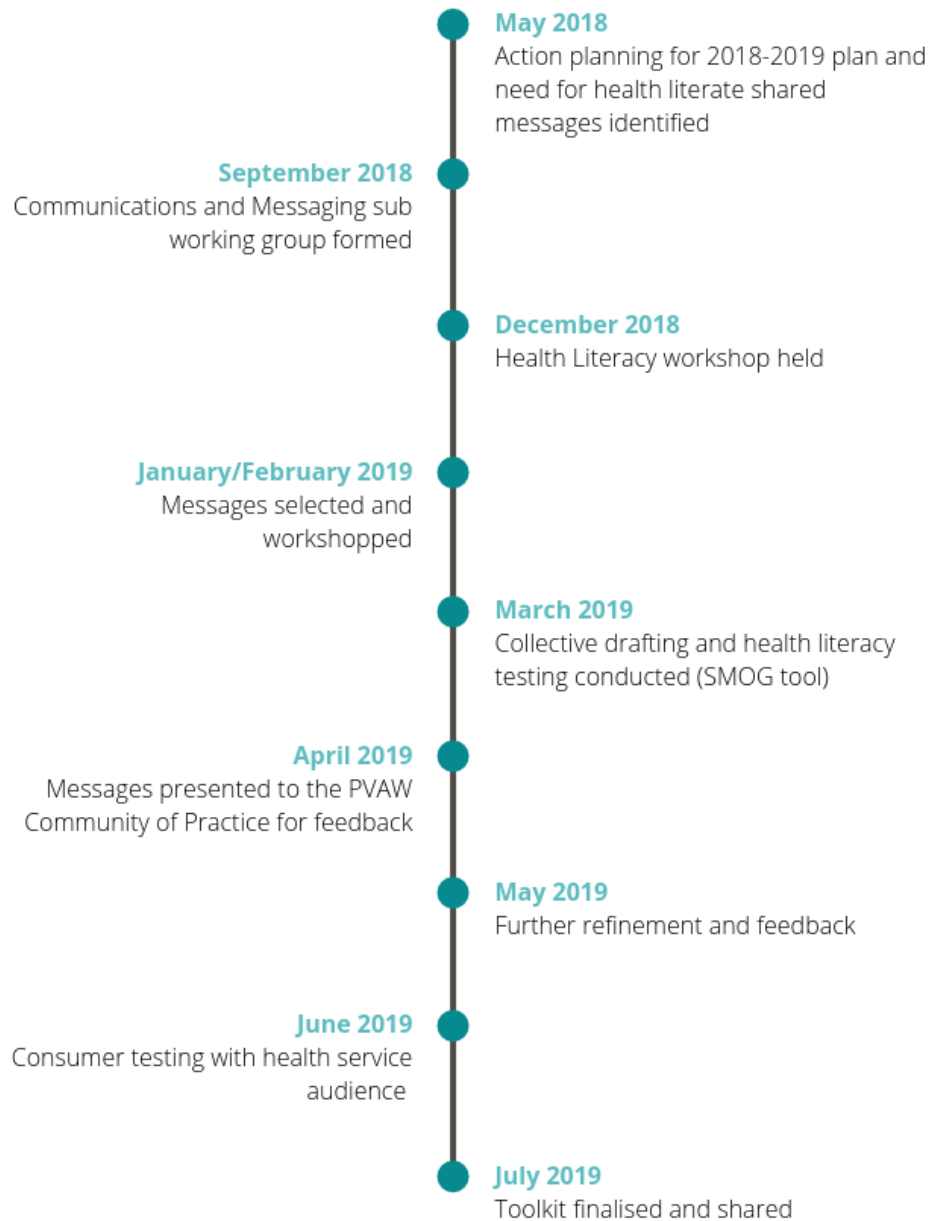 May 2018
Action planning for 2018-2019 plan and
need for health literate shared
messages identified
September 2018
Communications and Messaging sub
working group formed
December 2018
Health Literacy workshop held
January/February 2019
Messages selected and
workshopped
March 2019
Collective drafting and health literacy
testing conducted (SMOG tool)
April 2019
Messages presented to the PVAW
Community of Practice for feedback
May 2019
Further refinement and feedback
June 2019
Consumer testing with health service
audience
July 2019
Toolkit finalised and shared